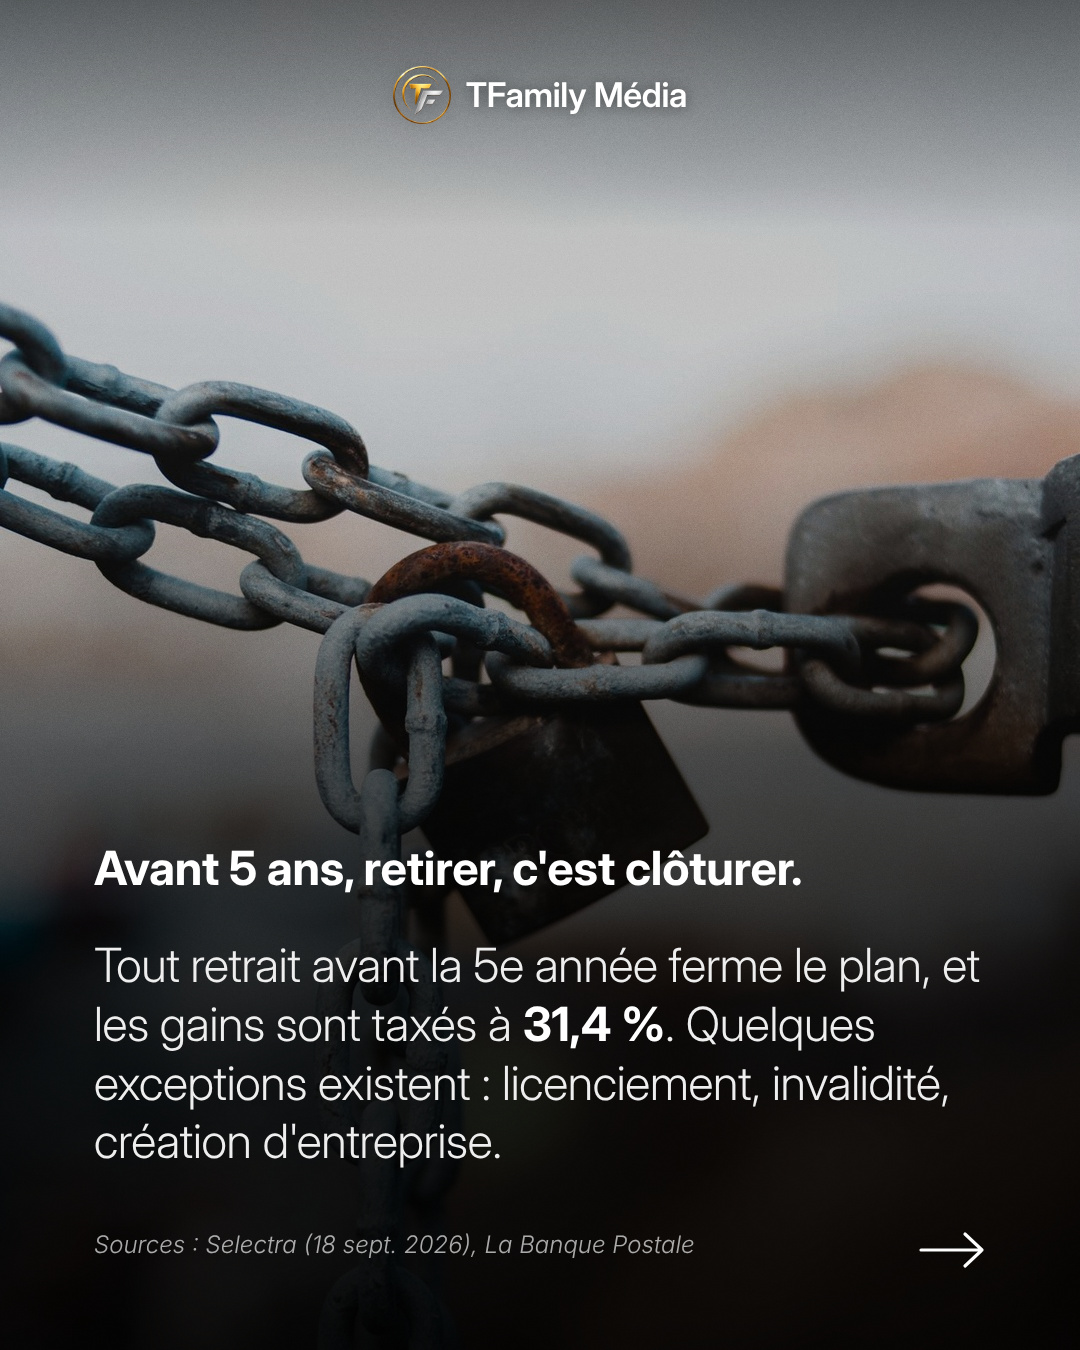 TFamily Média
Avant 5 ans, retirer, c'est clôturer.
Tout retrait avant la 5e année ferme le plan, et
les gains sont taxés à 31,4 %. Quelques
exceptions existent : licenciement, invalidité,
création d'entreprise.
Sources : Selectra (18 sept. 2026), La Banque Postale